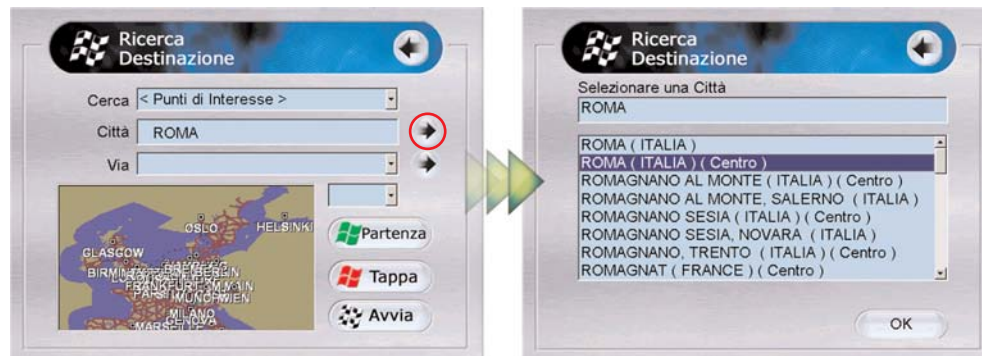 Ricerca
Destinazione
Cerca < Punti di Interesse >
Città ROMA
Via
OSLO
HELSINKI
GLASGOW
MILANO
GENOVA
MARSEILLE
Partenza
Tappa
Avvia
Ricerca
Destinazione
Selezionare una Città
ROMA
ROMA ( ITALIA )
ROMA ( ITALIA ) ( Centro )
ROMAGNANO AL MONTE ( ITALIA ) ( Centro )
ROMAGNANO AL MONTE, SALERNO ( ITALIA )
ROMAGNANO SESIA ( ITALIA ) ( Centro )
ROMAGNANO SESIA, NOVARA ( ITALIA )
ROMAGNANO, TRENTO ( ITALIA ) ( Centro )
ROMAGNAT ( FRANCE ) ( Centro )
OK